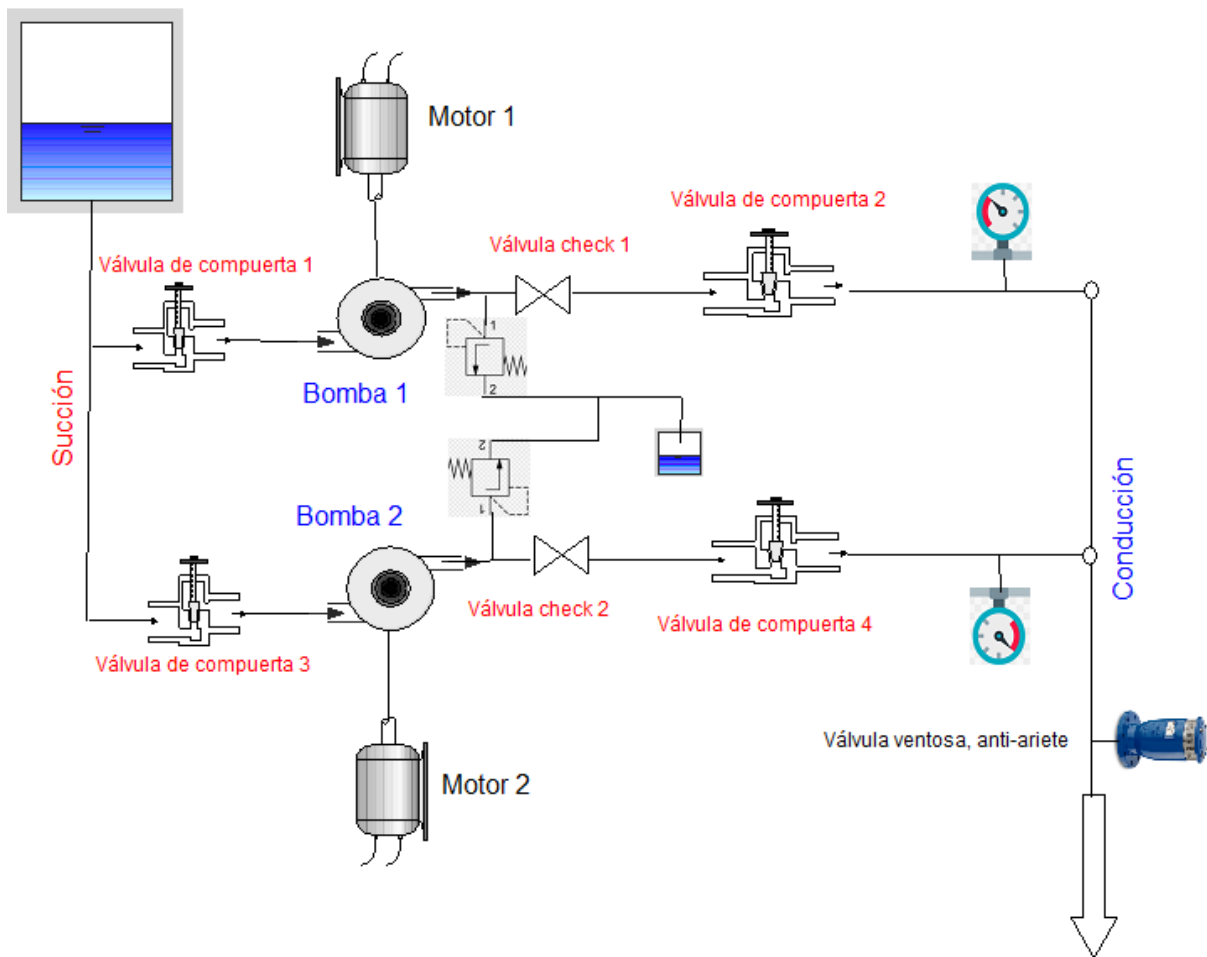 Motor 1
Válvula de compuerta 2
Válvula check 1
Válvula de compuerta 1
1
2
Bomba 1
Succión
2
1
Bomba 2
Conducción
Válvula check 2
Válvula de compuerta 4
Válvula de compuerta 3
Válvula ventosa, anti-ariete
Motor 2